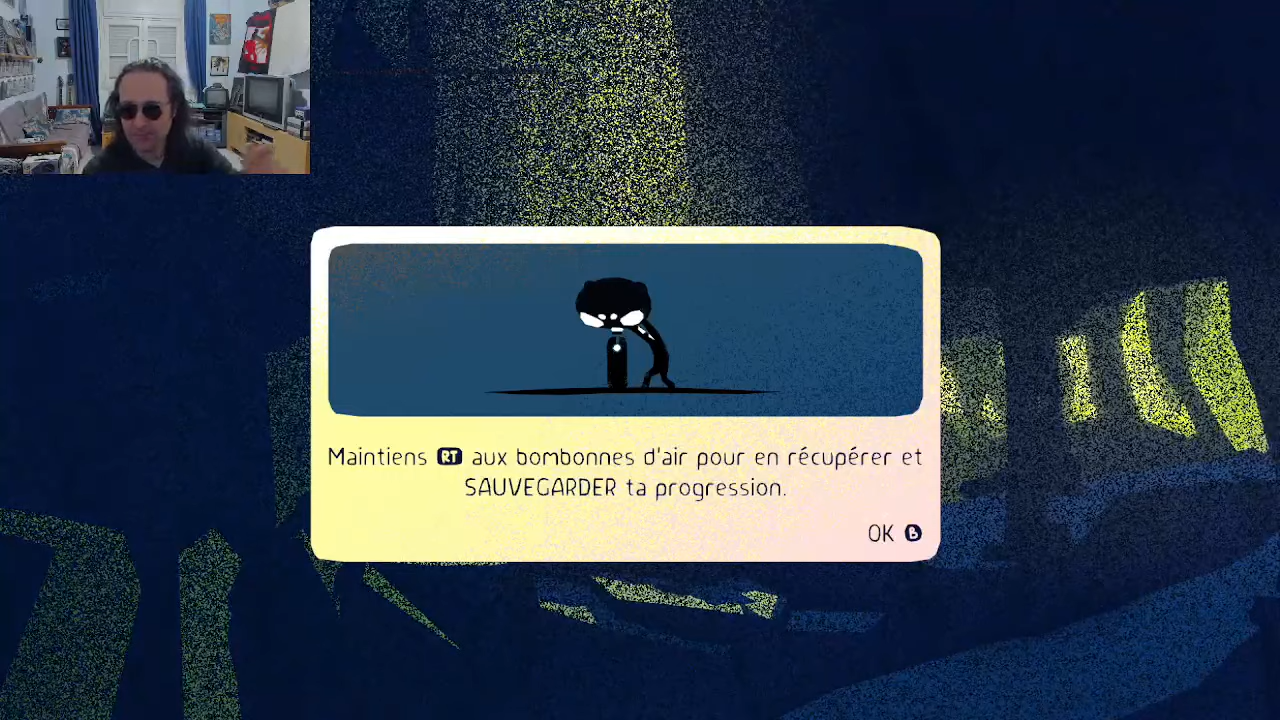 Maintiens RT aux bombonnes d'air pour en récupérer et
SAUVEGARDER ta progression.
OK B